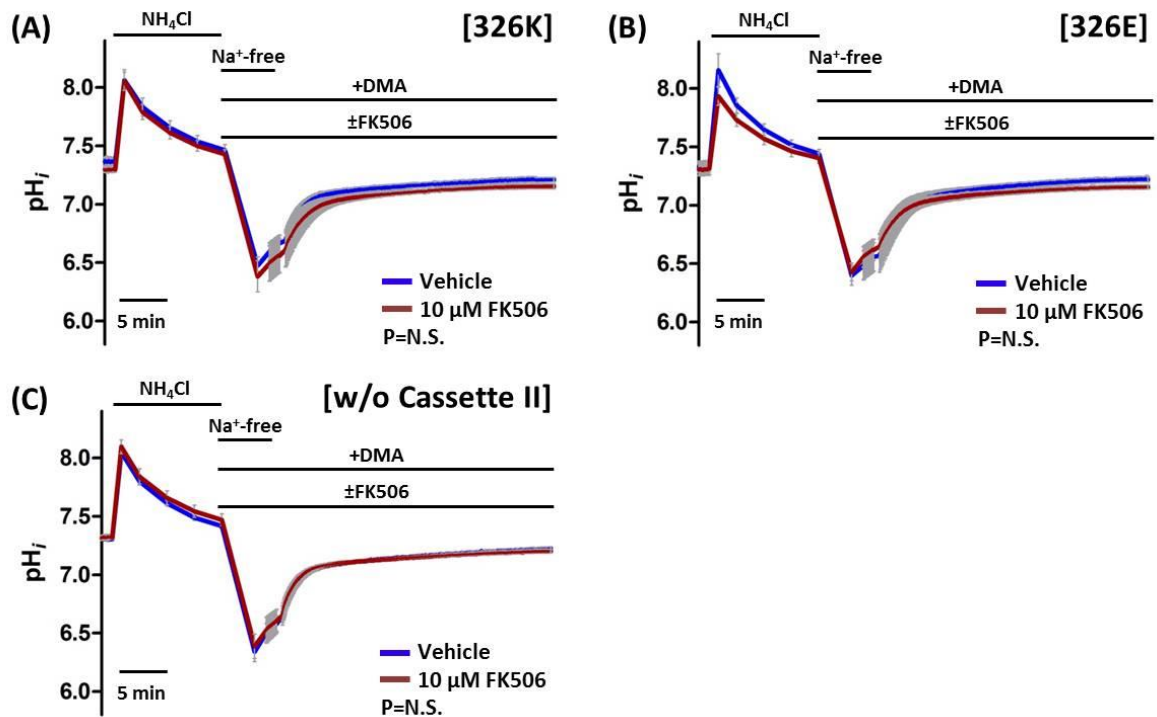 (A)
NH₄Cl
[326K]
Na⁺-free
+DMA
±FK506
8.0
7.5
7.0
6.5
6.0
pHi
Vehicle
10 μM FK506
P=N.S.
5 min
(B)
NH₄Cl
[326E]
Na⁺-free
+DMA
±FK506
8.0
7.5
7.0
6.5
6.0
pHi
Vehicle
10 μM FK506
P=N.S.
5 min
(C)
NH₄Cl
[w/o Cassette II]
Na⁺-free
+DMA
±FK506
8.0
7.5
7.0
6.5
6.0
pHi
Vehicle
10 μM FK506
P=N.S.
5 min